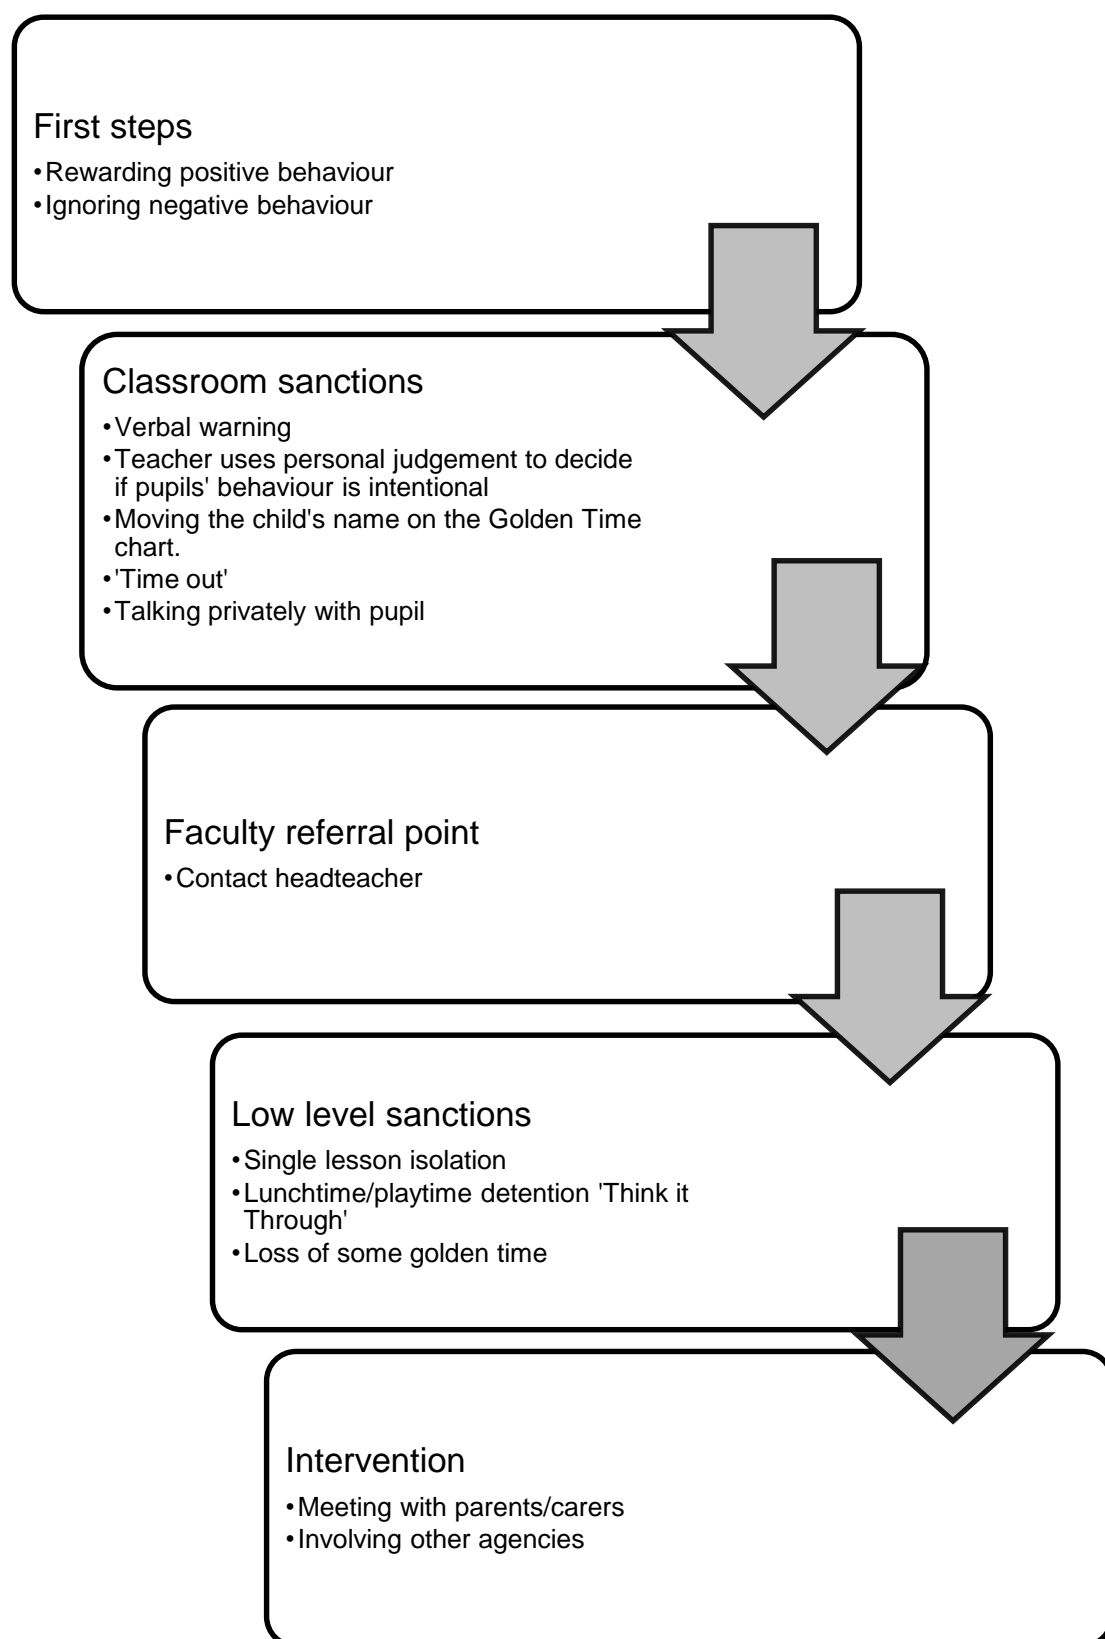 First steps
•Rewarding positive behaviour
•Ignoring negative behaviour
Classroom sanctions
•Verbal warning
•Teacher uses personal judgement to decide
if pupils' behaviour is intentional
•Moving the child's name on the Golden Time
chart.
•'Time out'
•Talking privately with pupil
Faculty referral point
•Contact headteacher
Low level sanctions
•Single lesson isolation
•Lunchtime/playtime detention 'Think it
Through'
•Loss of some golden time
Intervention
•Meeting with parents/carers
•Involving other agencies